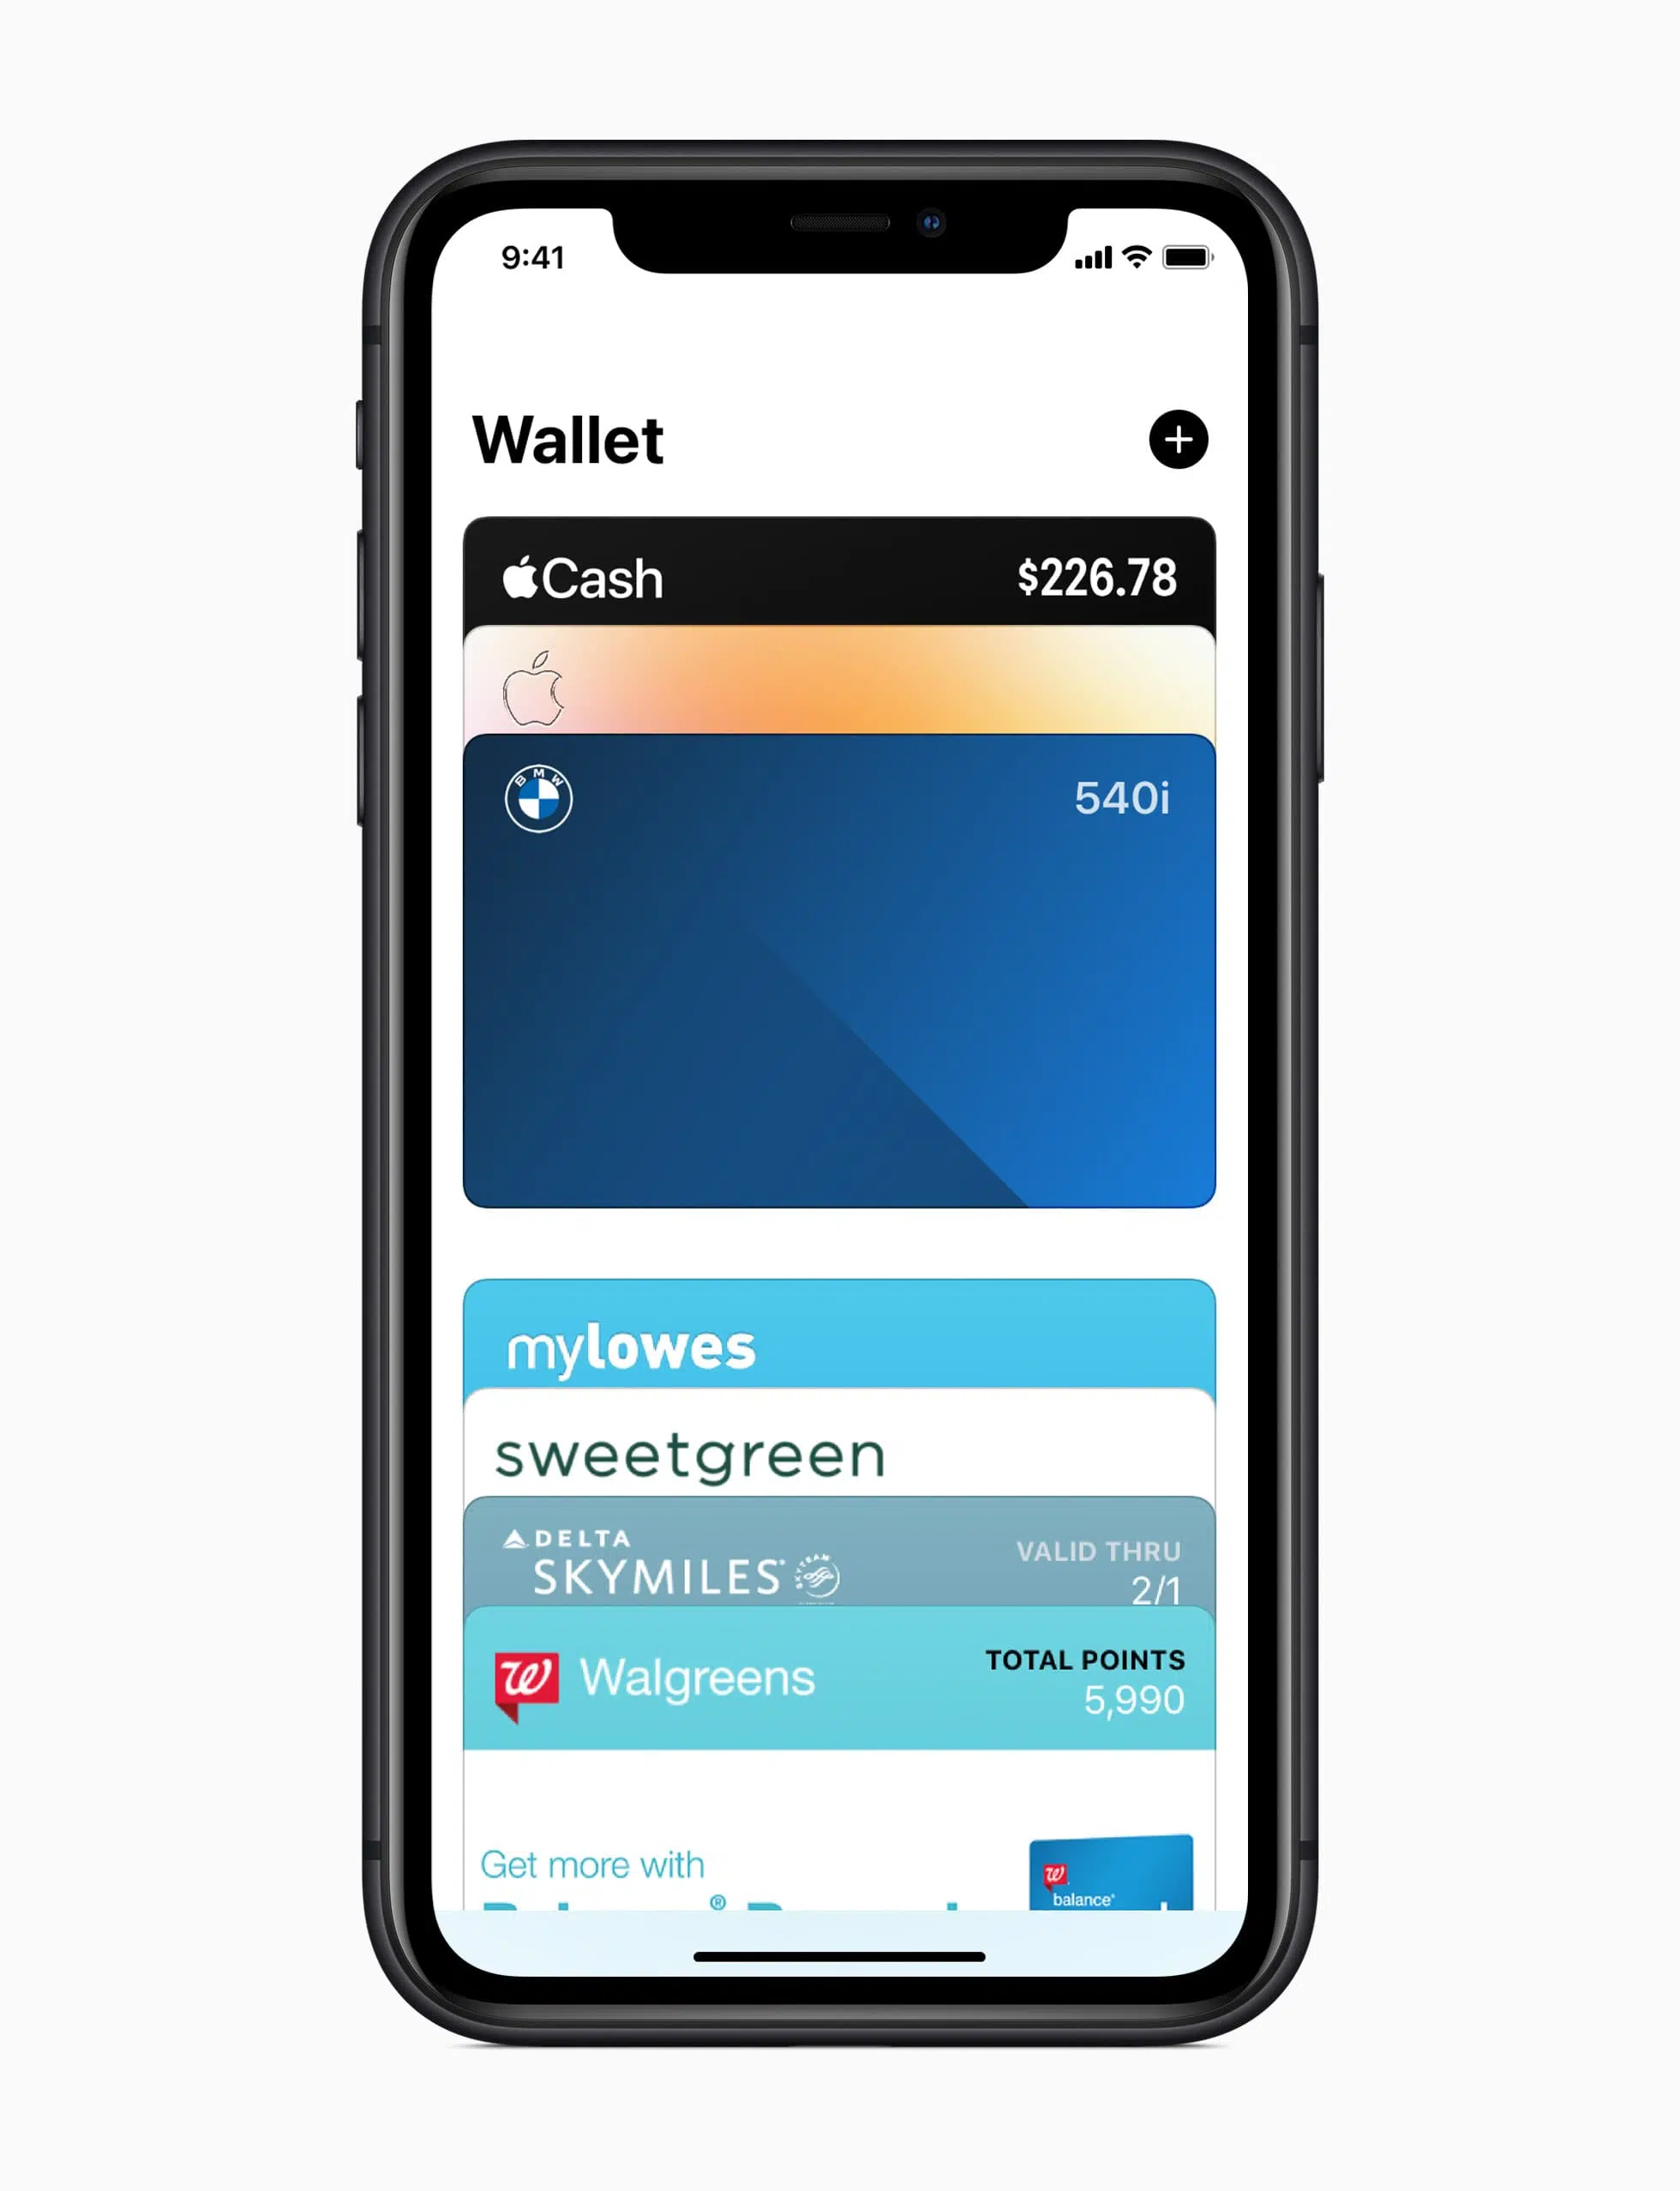 9:41
Wallet
Cash $226.78
BMW 540i
mylowes
sweetgreen
DELTA
SKYMILES SKYTEAM
VALID THRU
2/1
Walgreens
TOTAL POINTS
5,990
Get more with
balance®